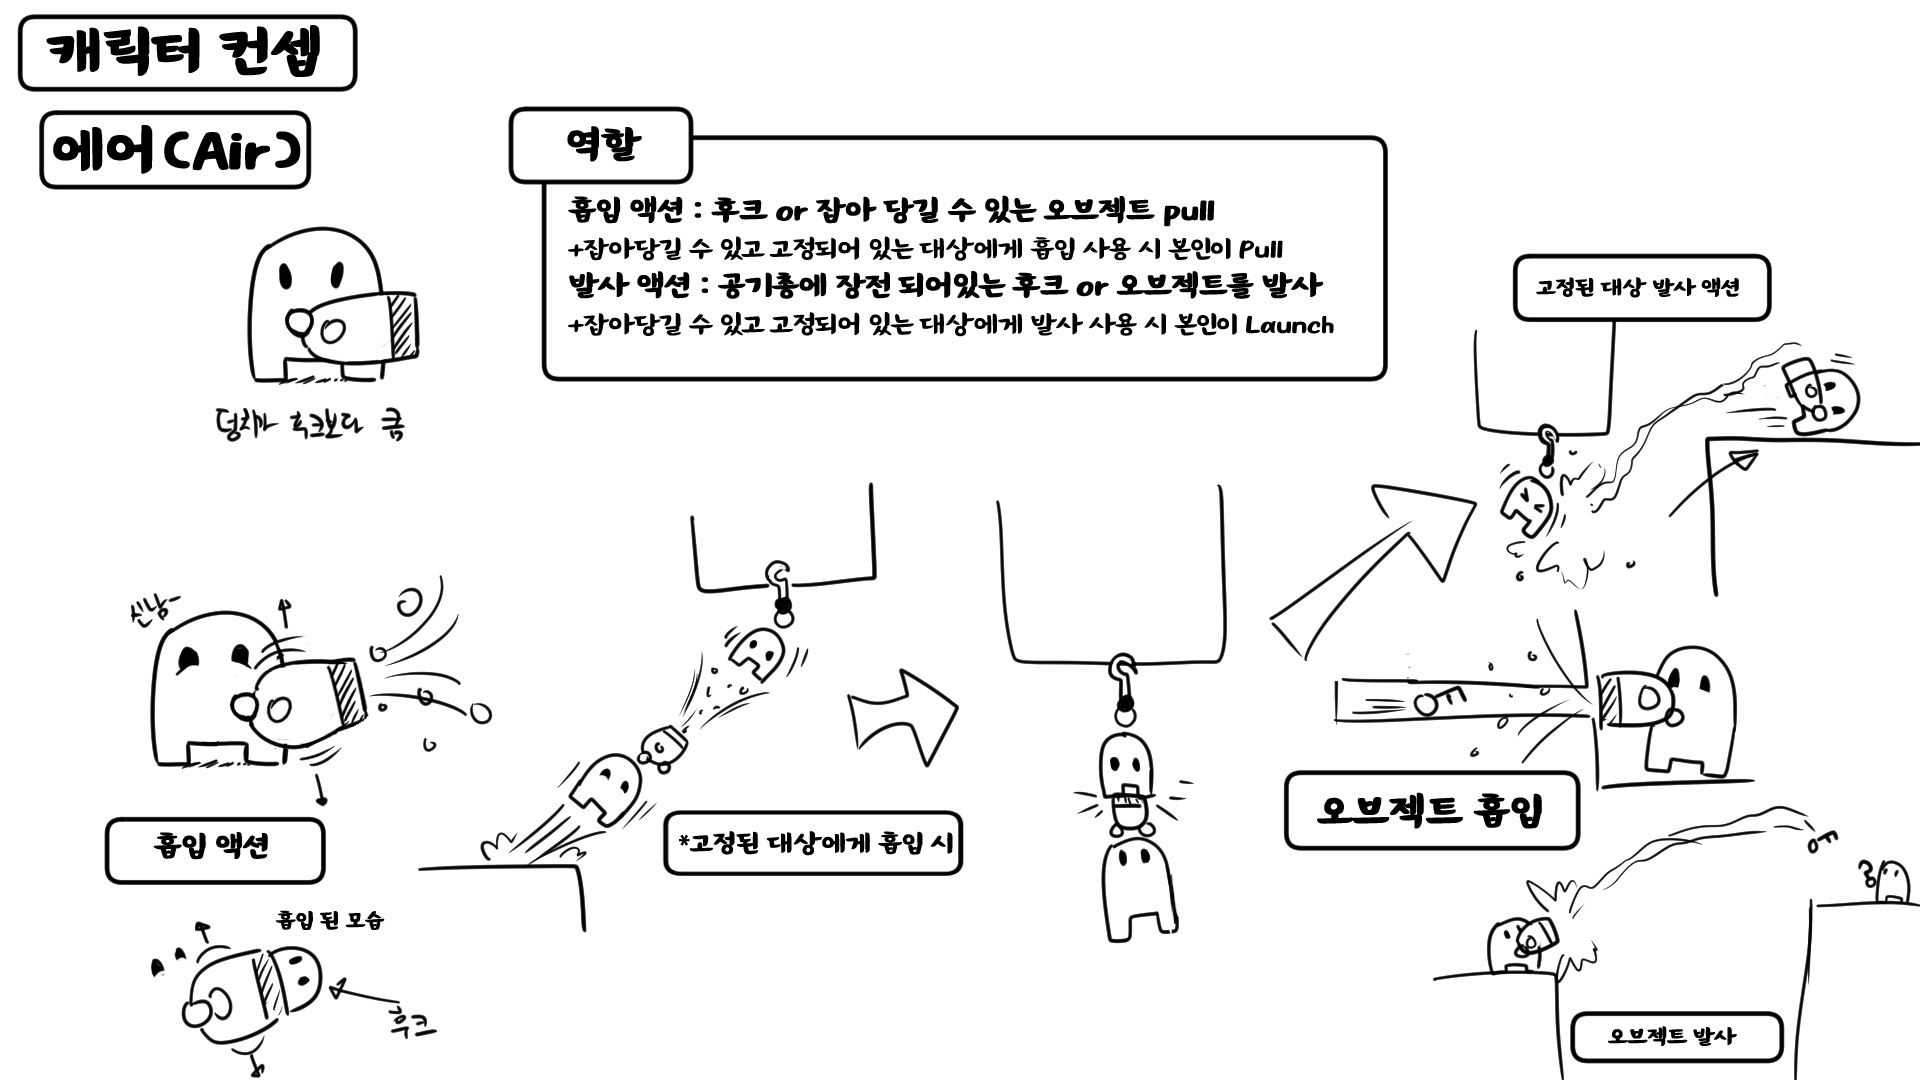 캐릭터 컨셉
에어(Air)
역할
흡입 액션 : 후크 or 잡아 당길 수 있는 오브젝트 pull
+잡아당길 수 있고 고정되어 있는 대상에게 흡입 사용 시 본인이 Pull
발사 액션 : 공기총에 장전 되어있는 후크 or 오브젝트를 발사
+잡아당길 수 있고 고정되어 있는 대상에게 발사 사용 시 본인이 Launch
고정된 대상 발사 액션
덩치가 후크보다 큼
신남~
*고정된 대상에게 흡입 시
오브젝트 흡입
흡입 액션
흡입 된 모습
후크
오브젝트 발사